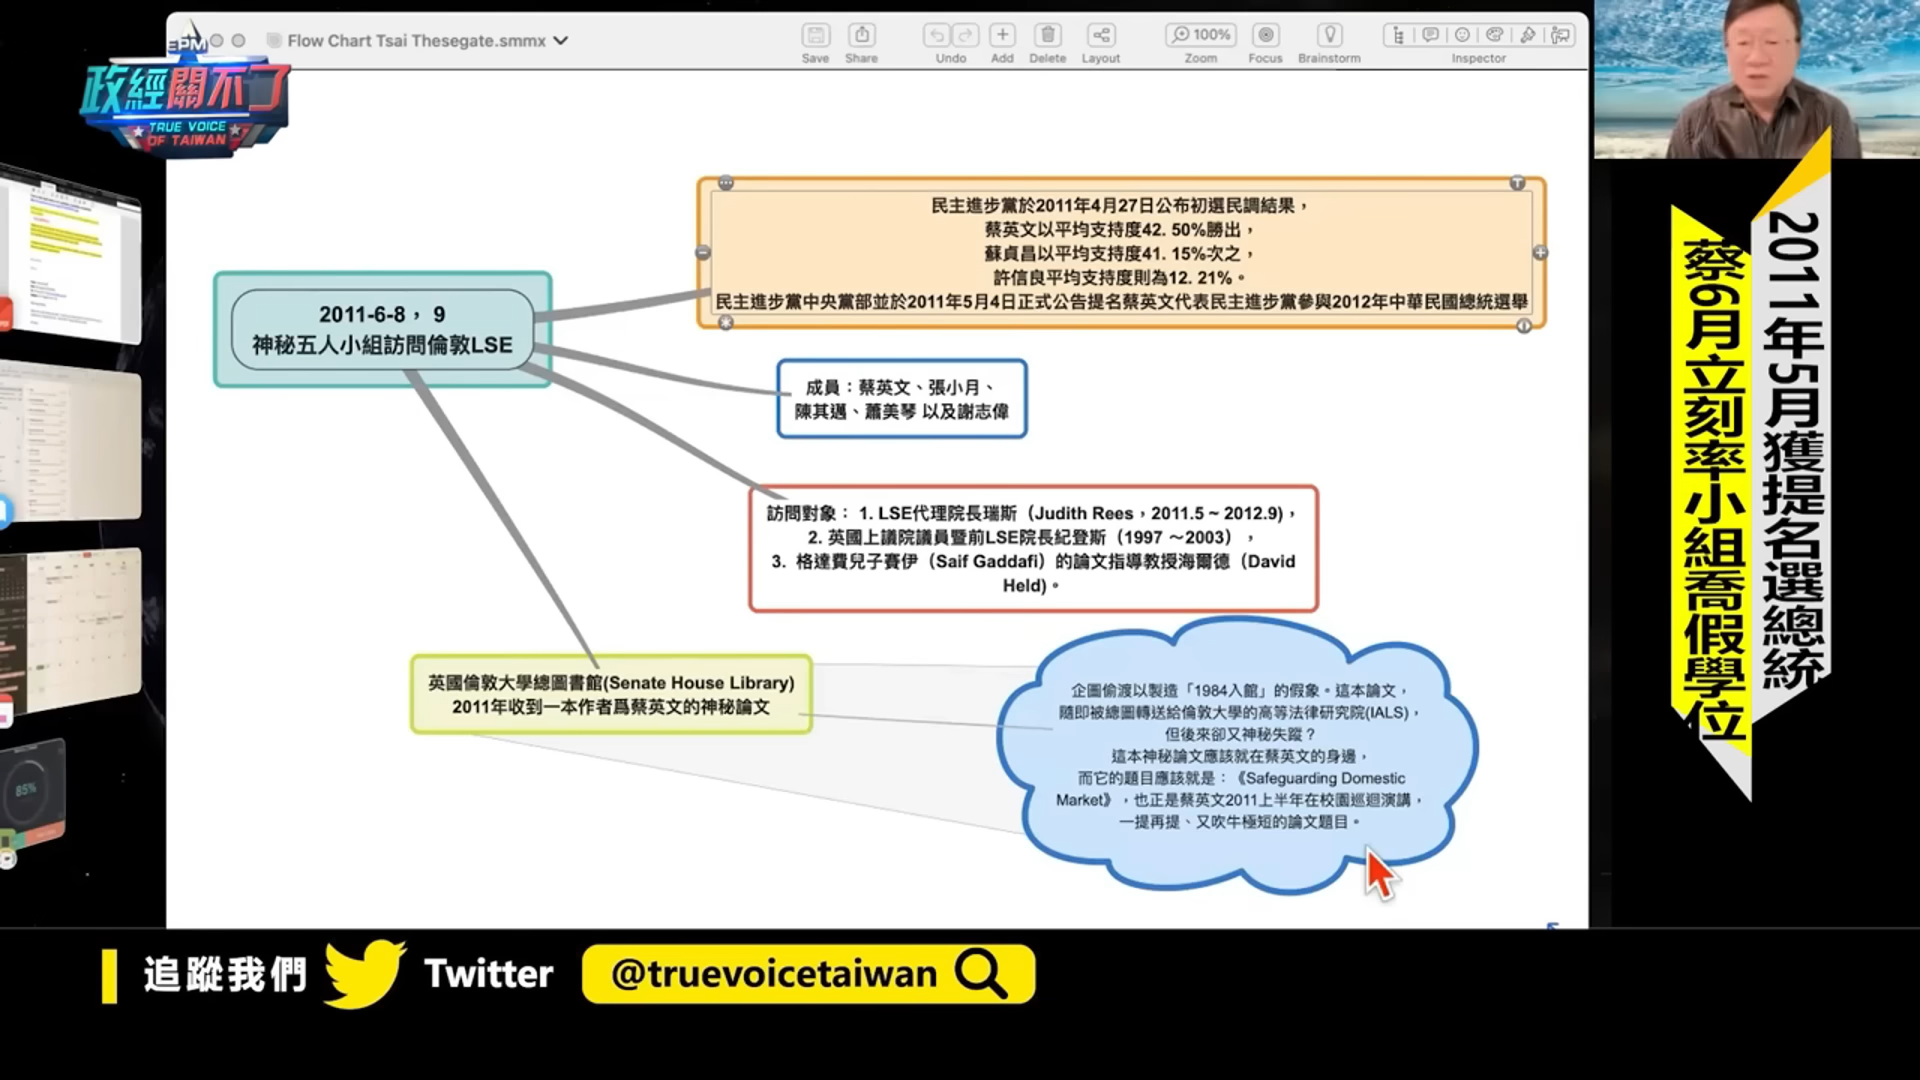 EPM
政經關不了
TRUE VOICE
OF TAIWAN
Flow Chart Tsai Thesegate.smmx
Save
Share
Undo
Add
Delete
Layout
100%
Zoom
Focus
Brainstorm
Inspector
民主進步黨於2011年4月27日公布初選民調結果，
蔡英文以平均支持度42. 50%勝出，
蘇貞昌以平均支持度41. 15%次之，
許信良平均支持度則為12. 21%。
民主進步黨中央黨部並於2011年5月4日正式公告提名蔡英文代表民主進步黨參與2012年中華民國總統選舉
2011-6-8， 9
神秘五人小組訪問倫敦LSE
成員：蔡英文、張小月、
陳其邁、蕭美琴 以及謝志偉
訪問對象： 1. LSE代理院長瑞斯（Judith Rees，2011.5 ~ 2012.9)，
2. 英國上議院議員暨前LSE院長紀登斯（1997 ～2003），
3. 格達費兒子賽伊（Saif Gaddafi）的論文指導教授海爾德（David
Held)。
英國倫敦大學總圖書館(Senate House Library)
2011年收到一本作者爲蔡英文的神秘論文
企圖偷渡以製造「1984入館」的假象。這本論文，
隨即被總圖轉送給倫敦大學的高等法律研究院(IALS)，
但後來卻又神秘失蹤？
這本神秘論文應該就在蔡英文的身邊，
而它的題目應該就是：《Safeguarding Domestic
Market》，也正是蔡英文2011上半年在校園巡迴演講，
一提再提、又吹牛極短的論文題目。
2011年5月獲提名選總統
蔡6月立刻率小組喬假學位
85%
追蹤我們
Twitter
@truevoicetaiwan